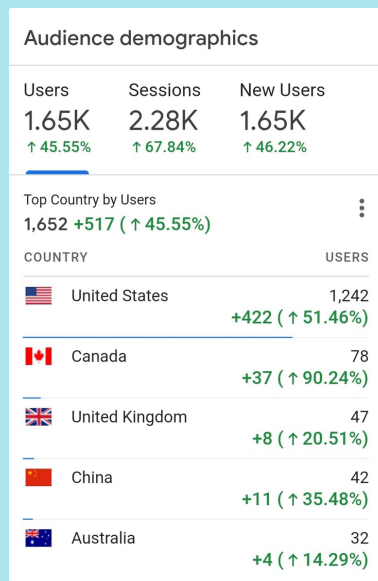 Audience demographics
Users Sessions New Users
1.65K 2.28K 1.65K
↑ 45.55% ↑ 67.84% ↑ 46.22%
Top Country by Users
1,652 +517 ( ↑ 45.55%)
COUNTRY USERS
United States 1,242
+422 ( ↑ 51.46%)
Canada 78
+37 ( ↑ 90.24%)
United Kingdom 47
+8 ( ↑ 20.51%)
China 42
+11 ( ↑ 35.48%)
Australia 32
+4 ( ↑ 14.29%)